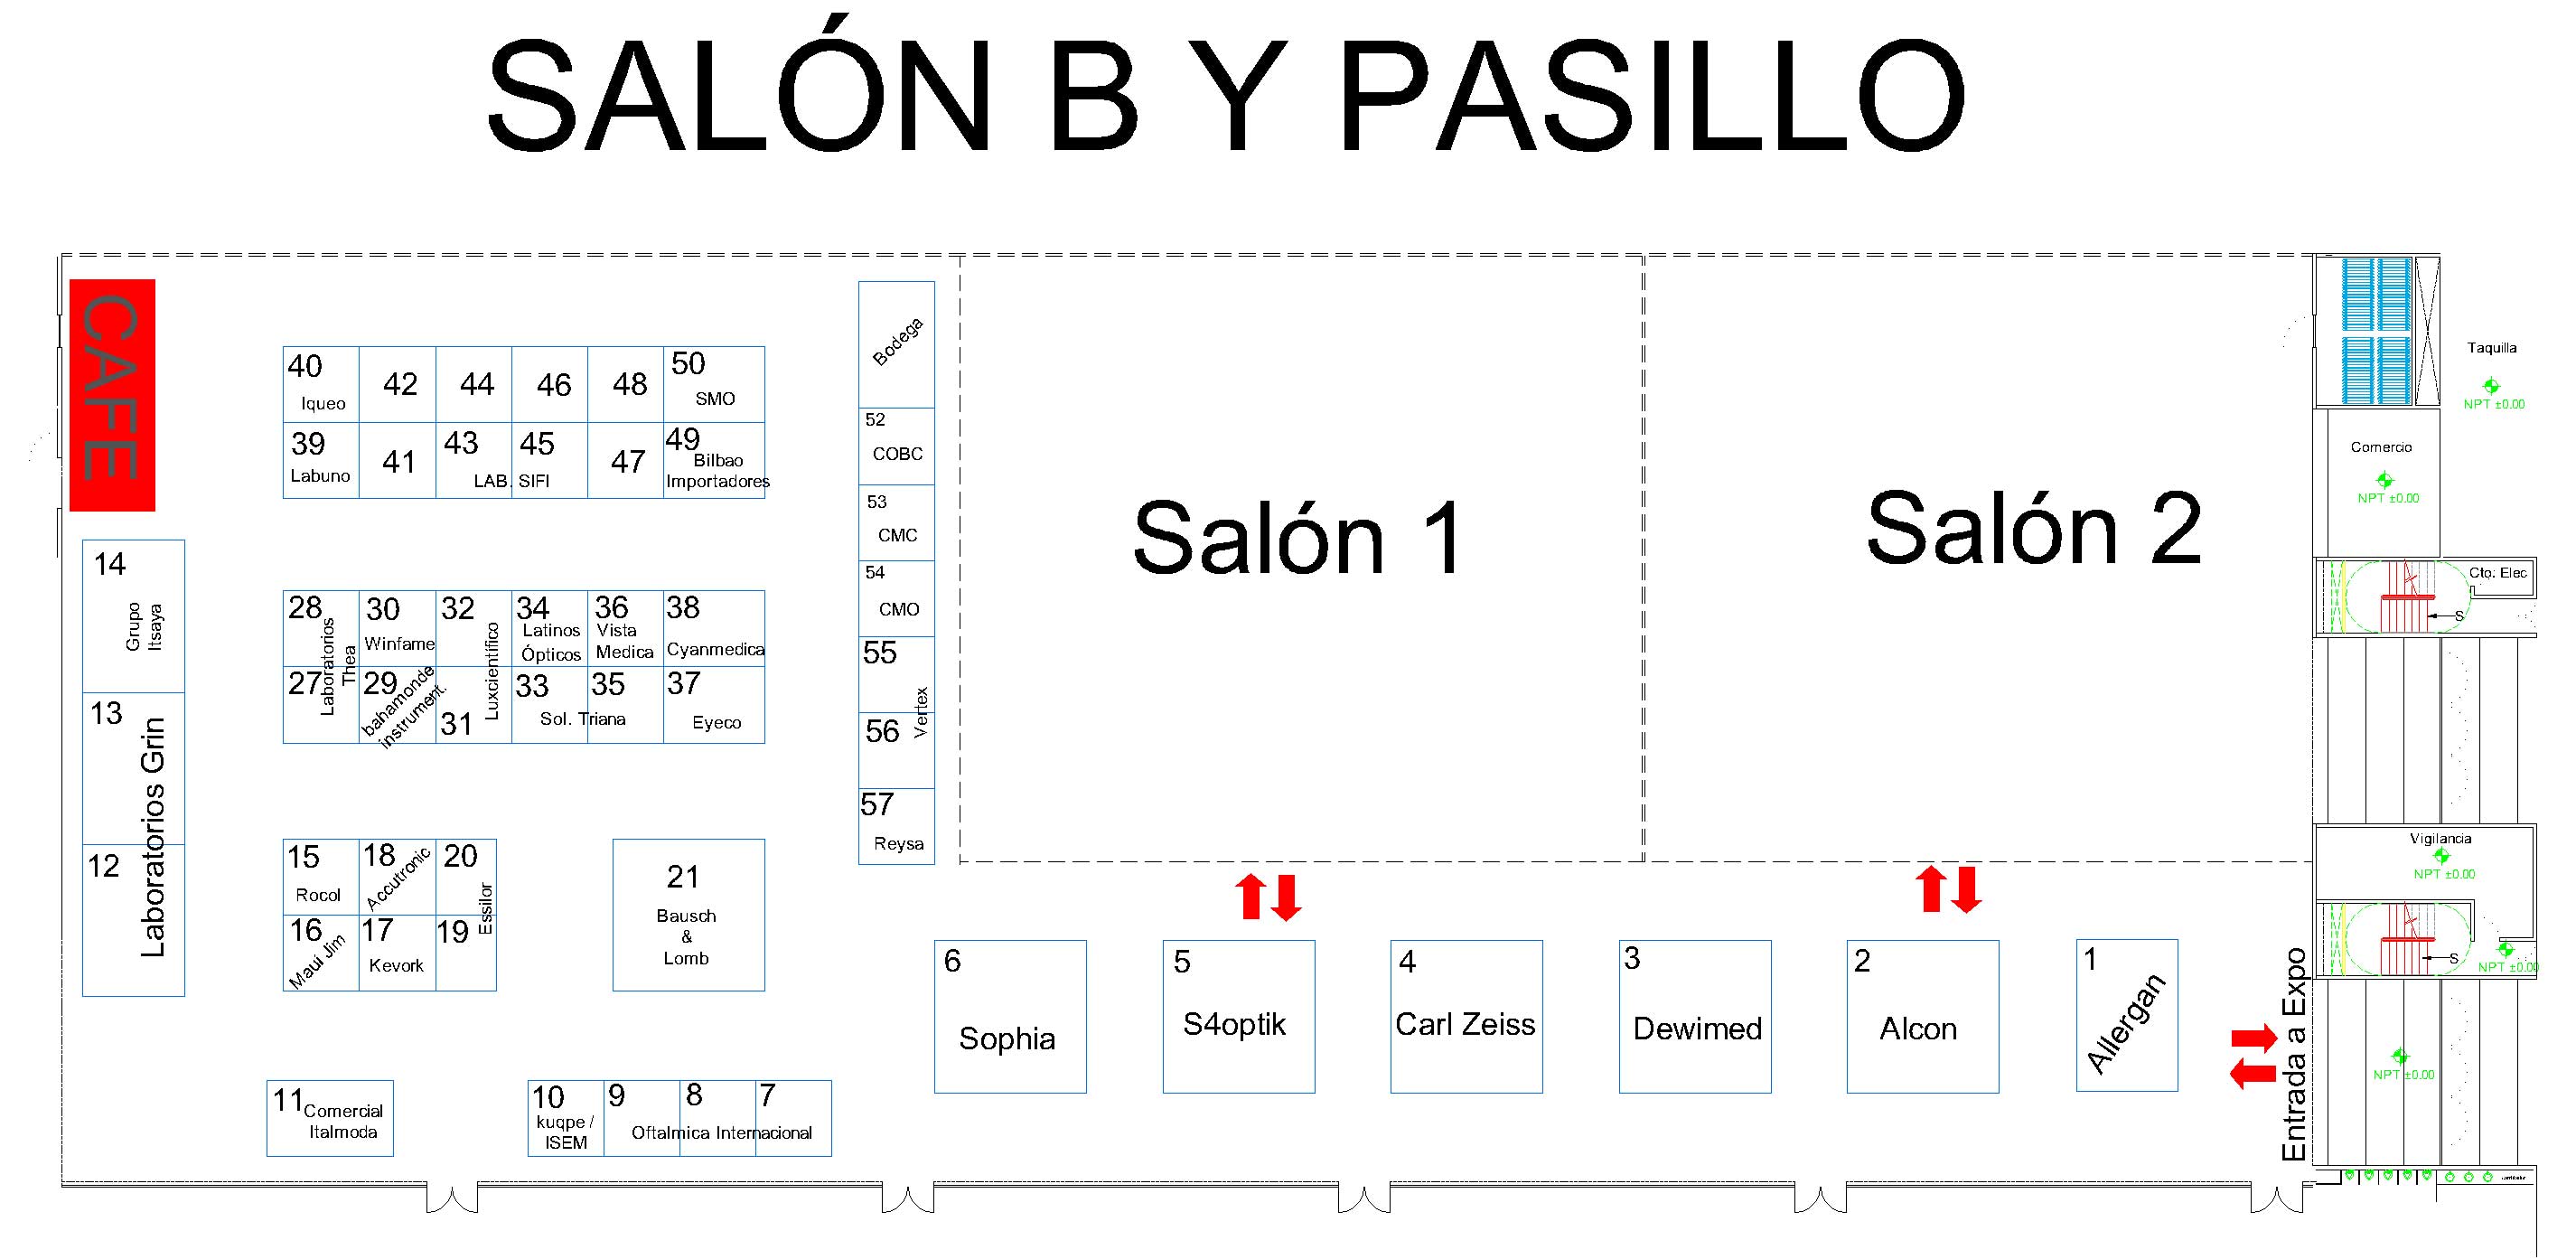 SALÓN B Y PASILLO
CAFE
40
Iqueo
42
44
46
48
50
SMO
39
Labuno
41
43
45
LAB. SIFI
47
49
Bilbao
Importadores
Bodega
52
COBC
53
CMC
54
CMO
55
56
Vertex
57
Reysa
Salón 1
Salón 2
Taquilla
NPT ±0.00
Comercio
NPT ±0.00
Cto. Elec
S
14
Grupo
Itsaya
13
12
Laboratorios Grin
28
27
Laboratorios
Thea
30
Winfame
29
bahamonde
instrument.
32
31
Luxcientífico
34
Latinos
Ópticos
36
Vista
Medica
38
Cyanmedica
33
35
Sol. Triana
37
Eyeco
15
Rocol
18
Accutronic
20
19
Essilor
16
Maui Jim
17
Kevork
21
Bausch
&
Lomb
Vigilancia
NPT ±0.00
S
NPT ±0.00
6
Sophia
5
S4optik
4
Carl Zeiss
3
Dewimed
2
Alcon
1
Allergan
Entrada a Expo
NPT ±0.00
11
Comercial
Italmoda
10
kuqpe /
ISEM
9
8
7
Oftalmica Internacional